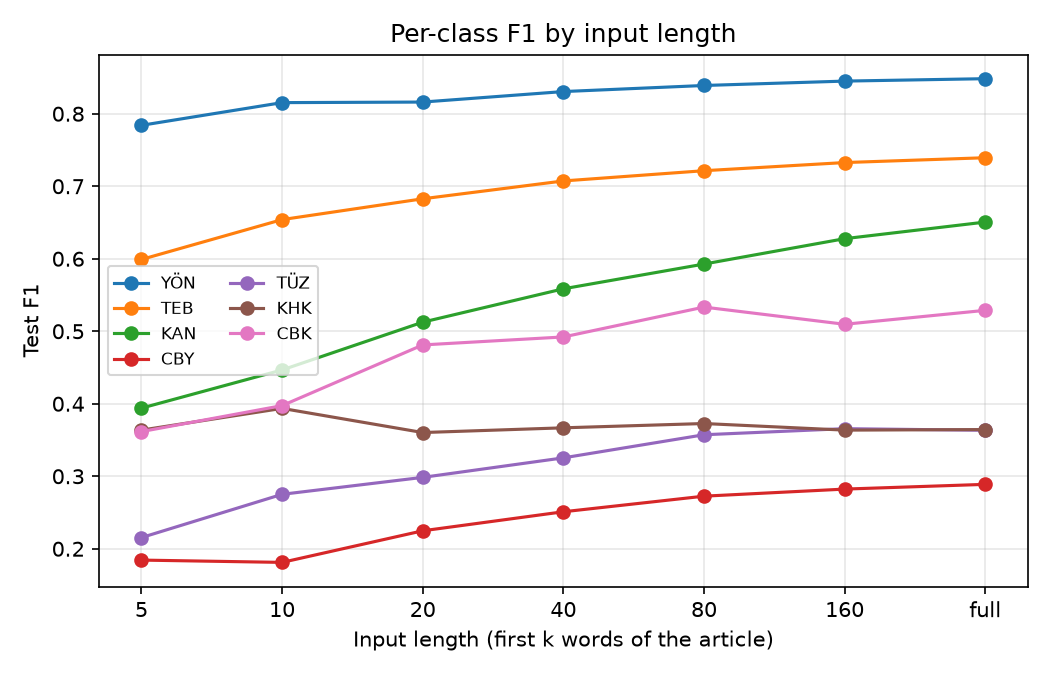 Per-class F1 by input length
Test F1
0.8
0.7
0.6
0.5
0.4
0.3
0.2
YÖN
TEB
KAN
CBY
TÜZ
KHK
CBK
5 10 20 40 80 160 full
Input length (first k words of the article)